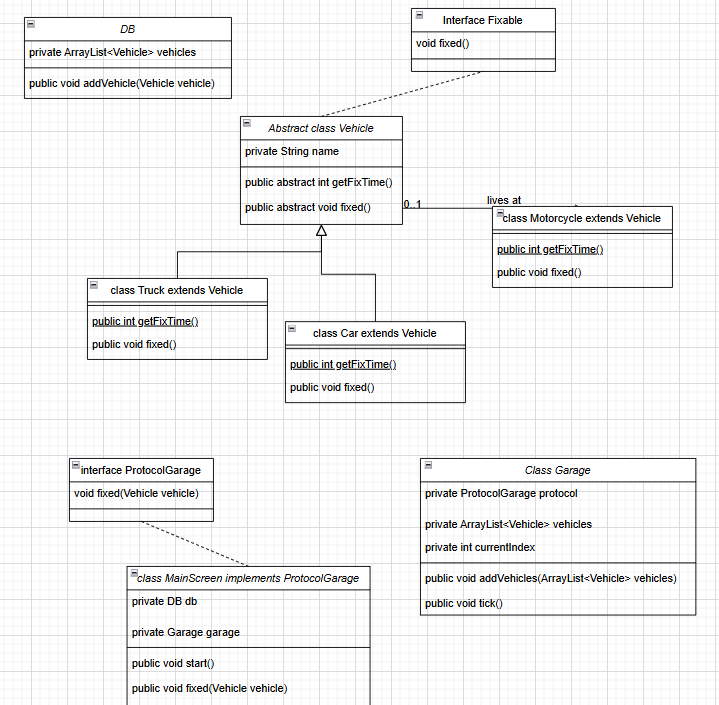 DB
private ArrayList<Vehicle> vehicles
public void addVehicle(Vehicle vehicle)
Interface Fixable
void fixed()
Abstract class Vehicle
private String name
public abstract int getFixTime()
public abstract void fixed()
0..1
lives at
class Motorcycle extends Vehicle
public int getFixTime()
public void fixed()
class Truck extends Vehicle
public int getFixTime()
public void fixed()
class Car extends Vehicle
public int getFixTime()
public void fixed()
interface ProtocolGarage
void fixed(Vehicle vehicle)
Class Garage
private ProtocolGarage protocol
private ArrayList<Vehicle> vehicles
private int currentIndex
public void addVehicles(ArrayList<Vehicle> vehicles)
public void tick()
class MainScreen implements ProtocolGarage
private DB db
private Garage garage
public void start()
public void fixed(Vehicle vehicle)